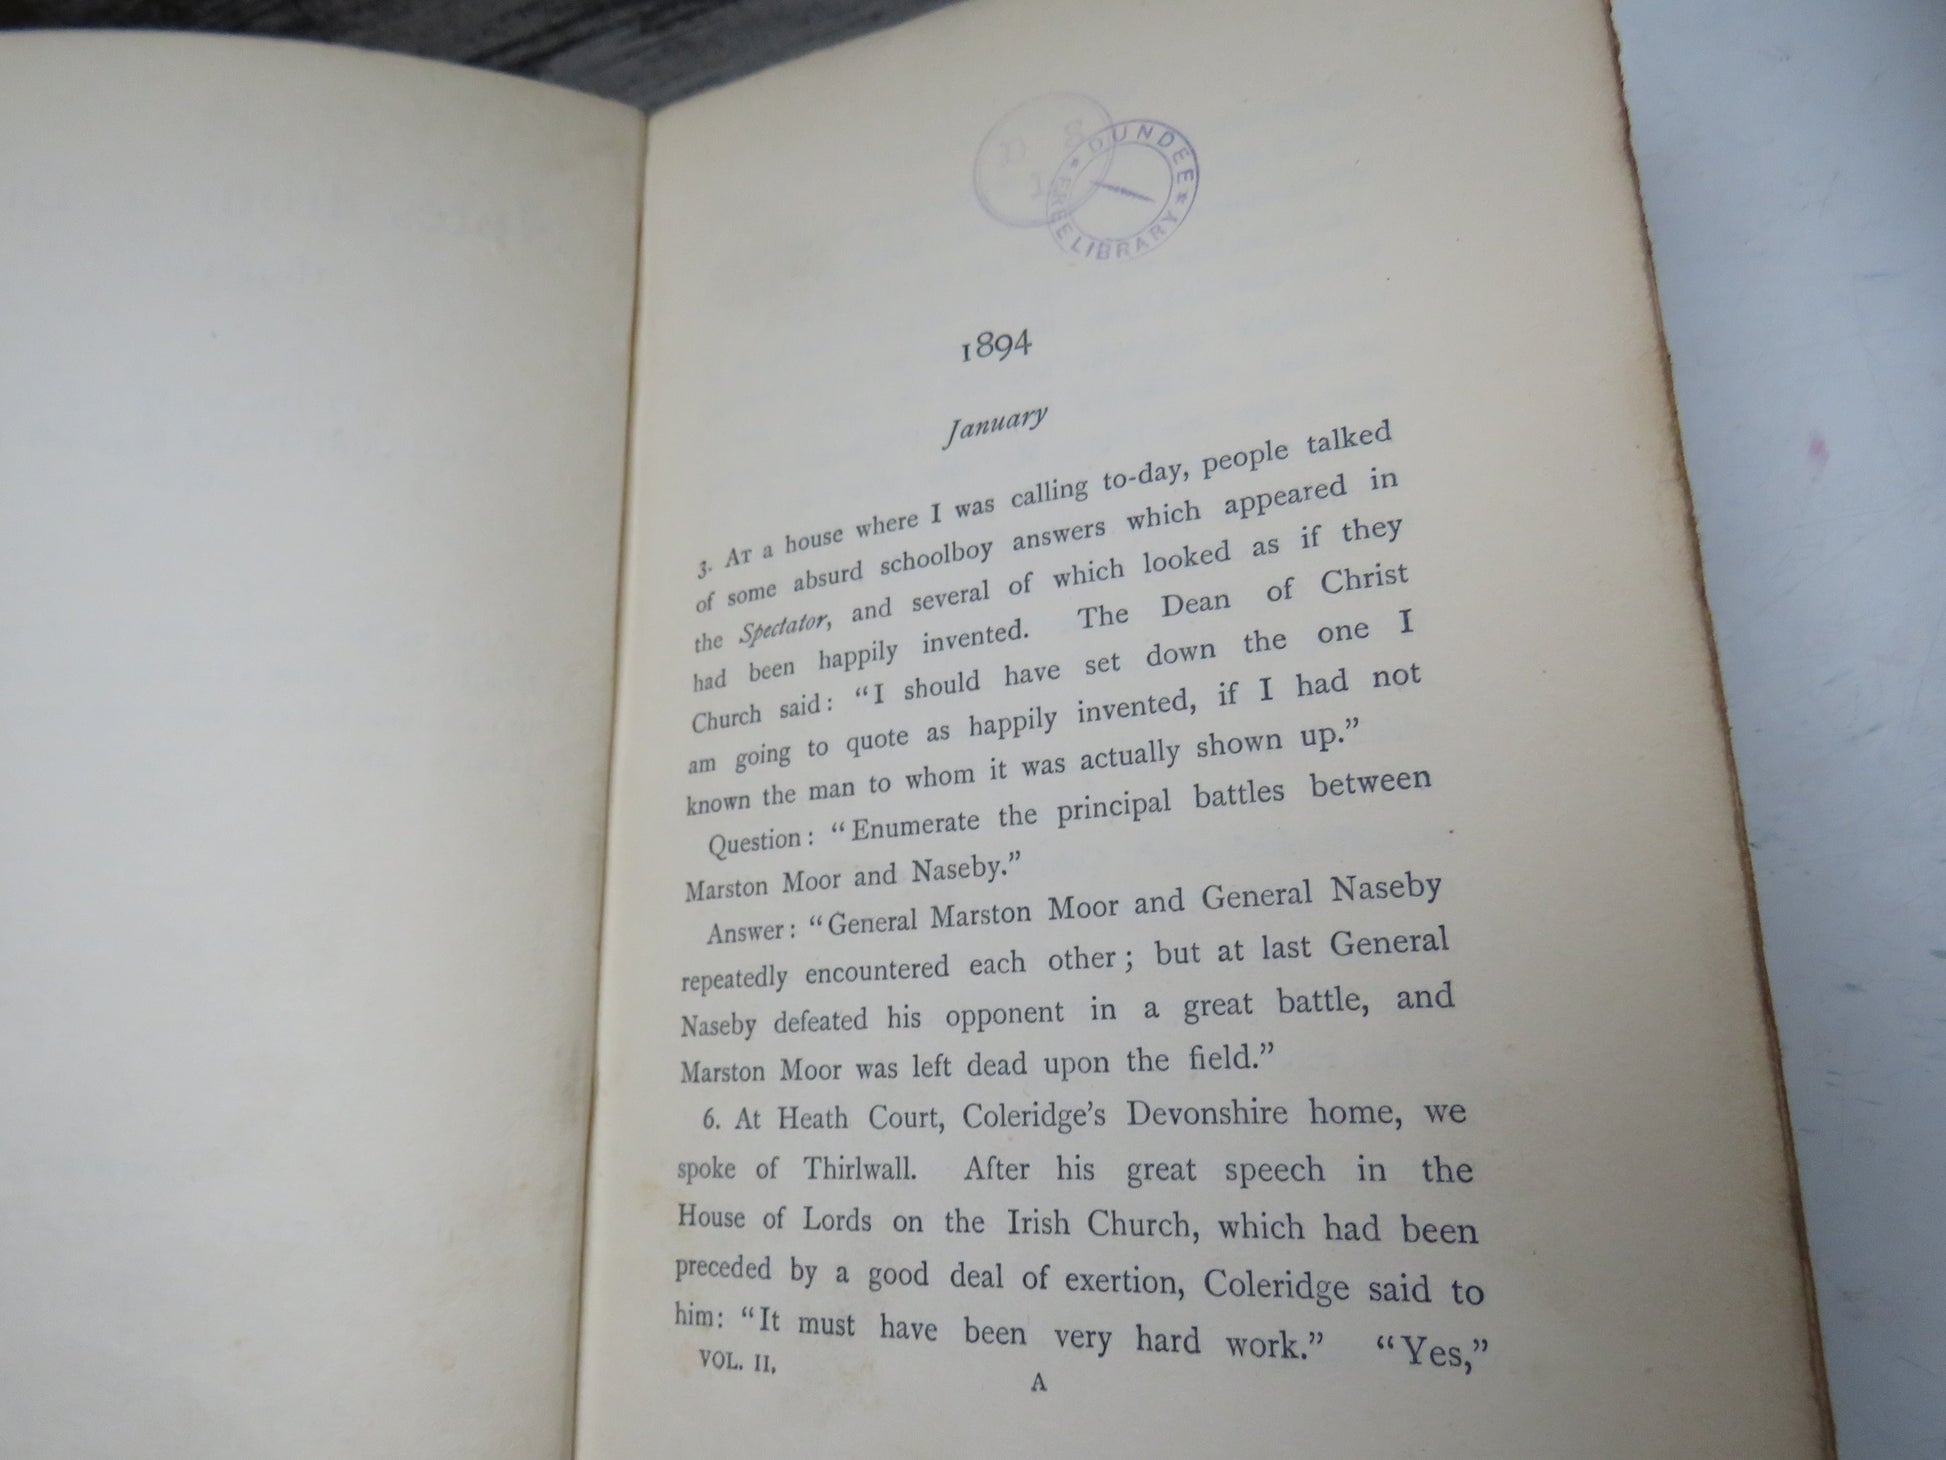 DUNDEE
FREE LIBRARY
1894
January
3. AT a house where I was calling to-day, people talked
of some absurd schoolboy answers which appeared in
the Spectator, and several of which looked as if they
had been happily invented. The Dean of Christ
Church said: “I should have set down the one I
am going to quote as happily invented, if I had not
known the man to whom it was actually shown up.”
Question: “Enumerate the principal battles between
Marston Moor and Naseby.”
Answer: “General Marston Moor and General Naseby
repeatedly encountered each other; but at last General
Naseby defeated his opponent in a great battle, and
Marston Moor was left dead upon the field.”
6. At Heath Court, Coleridge’s Devonshire home, we
spoke of Thirlwall. After his great speech in the
House of Lords on the Irish Church, which had been
preceded by a good deal of exertion, Coleridge said to
him: “It must have been very hard work.” “Yes,”
VOL. II.
A